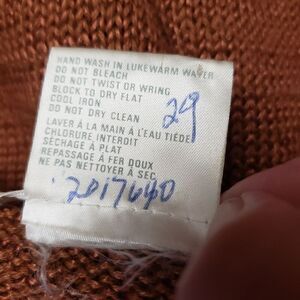 HAND WASH IN LUKEWARM WATER
DO NOT BLEACH
DO NOT TWIST OR WRING
BLOCK TO DRY FLAT
COOL IRON
DO NOT DRY CLEAN
29
LAVER À LA MAIN À L'EAU TIÈDE
CHLORURE INTERDIT
SÉCHAGE À PLAT
REPASSAGE À FER DOUX
NE PAS NETTOYER À SEC
2017640